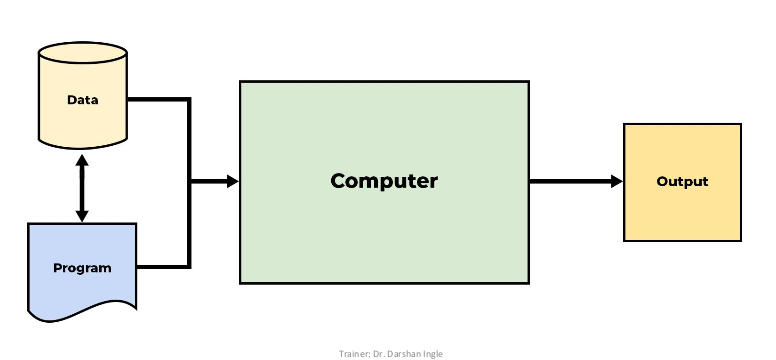 Data
Computer
Output
Program
Trainer: Dr. Darshan Ingle